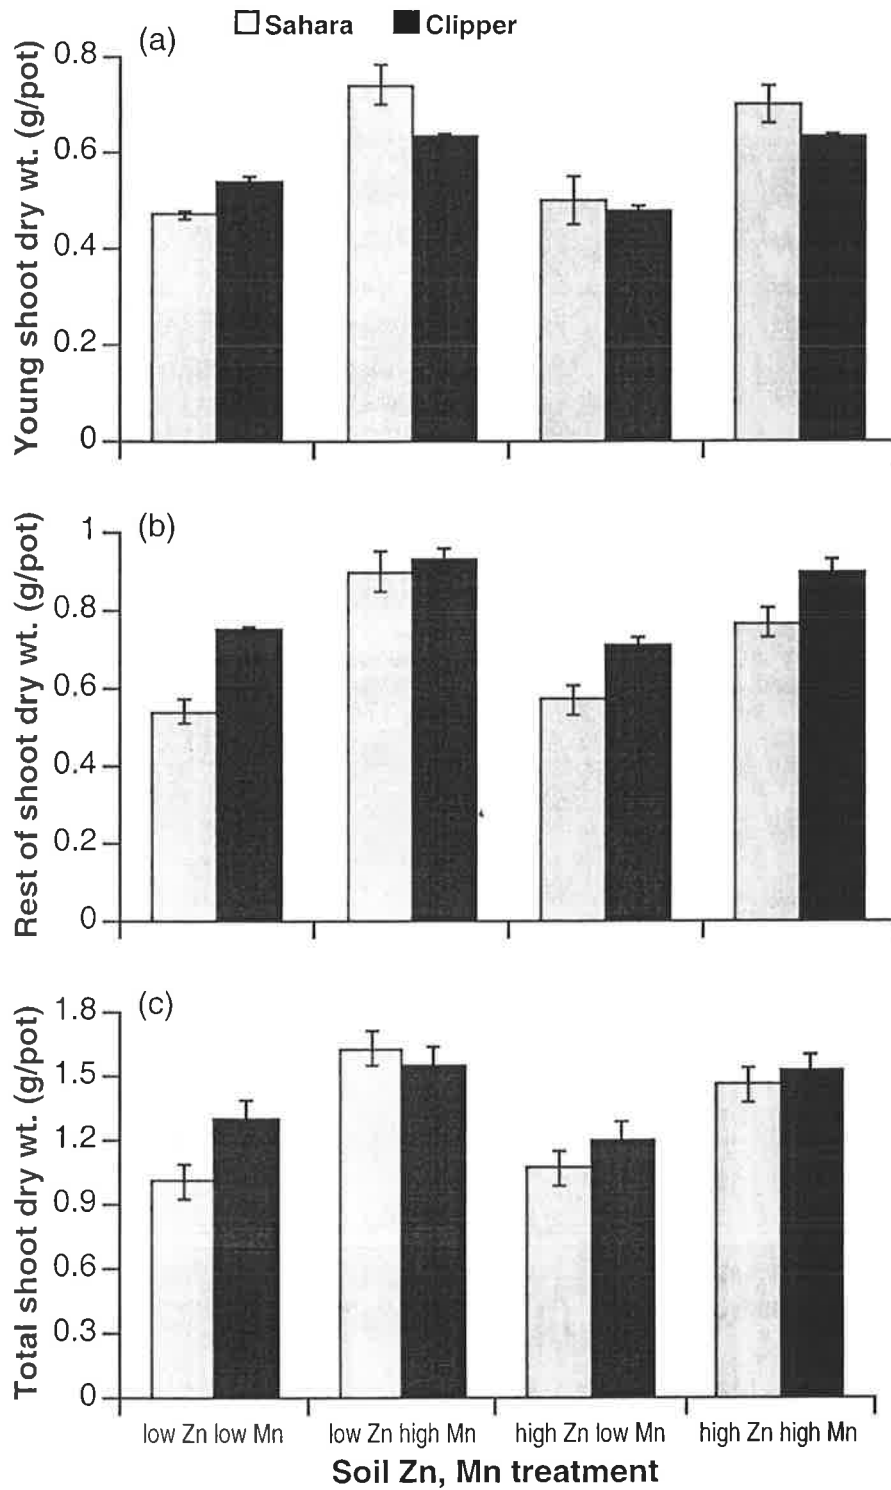 (a)
Sahara Clipper
Young shoot dry wt. (g/pot)
0.8
0.6
0.4
0.2
0
(b)
Rest of shoot dry wt. (g/pot)
1
0.8
0.6
0.4
0.2
0
(c)
Total shoot dry wt. (g/pot)
1.8
1.5
1.2
0.9
0.6
0.3
0
low Zn low Mn low Zn high Mn high Zn low Mn high Zn high Mn
Soil Zn, Mn treatment